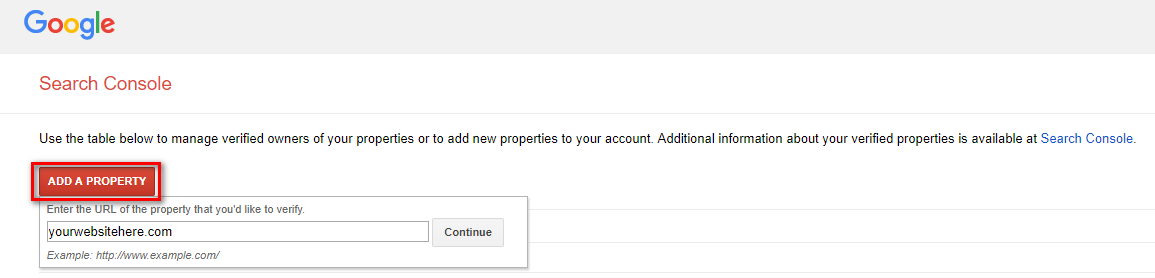 Google
Search Console
Use the table below to manage verified owners of your properties or to add new properties to your account. Additional information about your verified properties is available at Search Console.
ADD A PROPERTY
Enter the URL of the property that you'd like to verify.
yourwebsitehere.com Continue
Example: http://www.example.com/